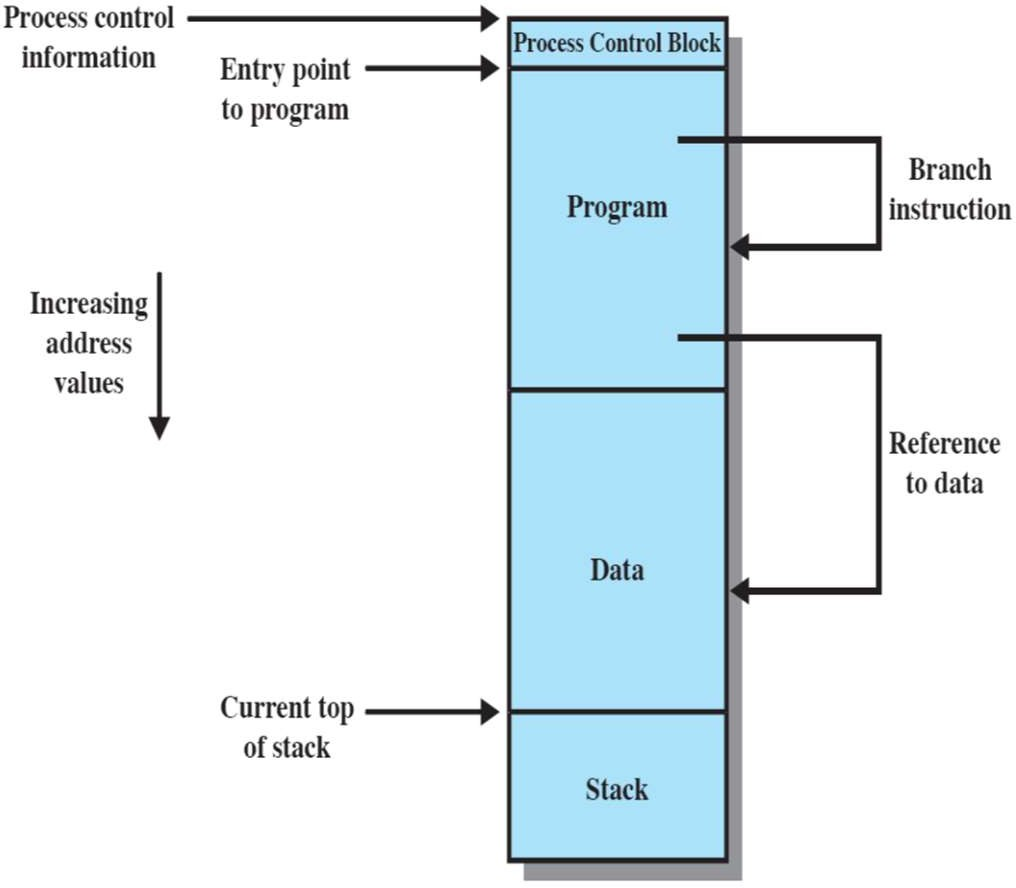 Process control
information
Process Control Block
Entry point
to program
Branch
instruction
Program
Increasing
address
values
Reference
to data
Data
Current top
of stack
Stack